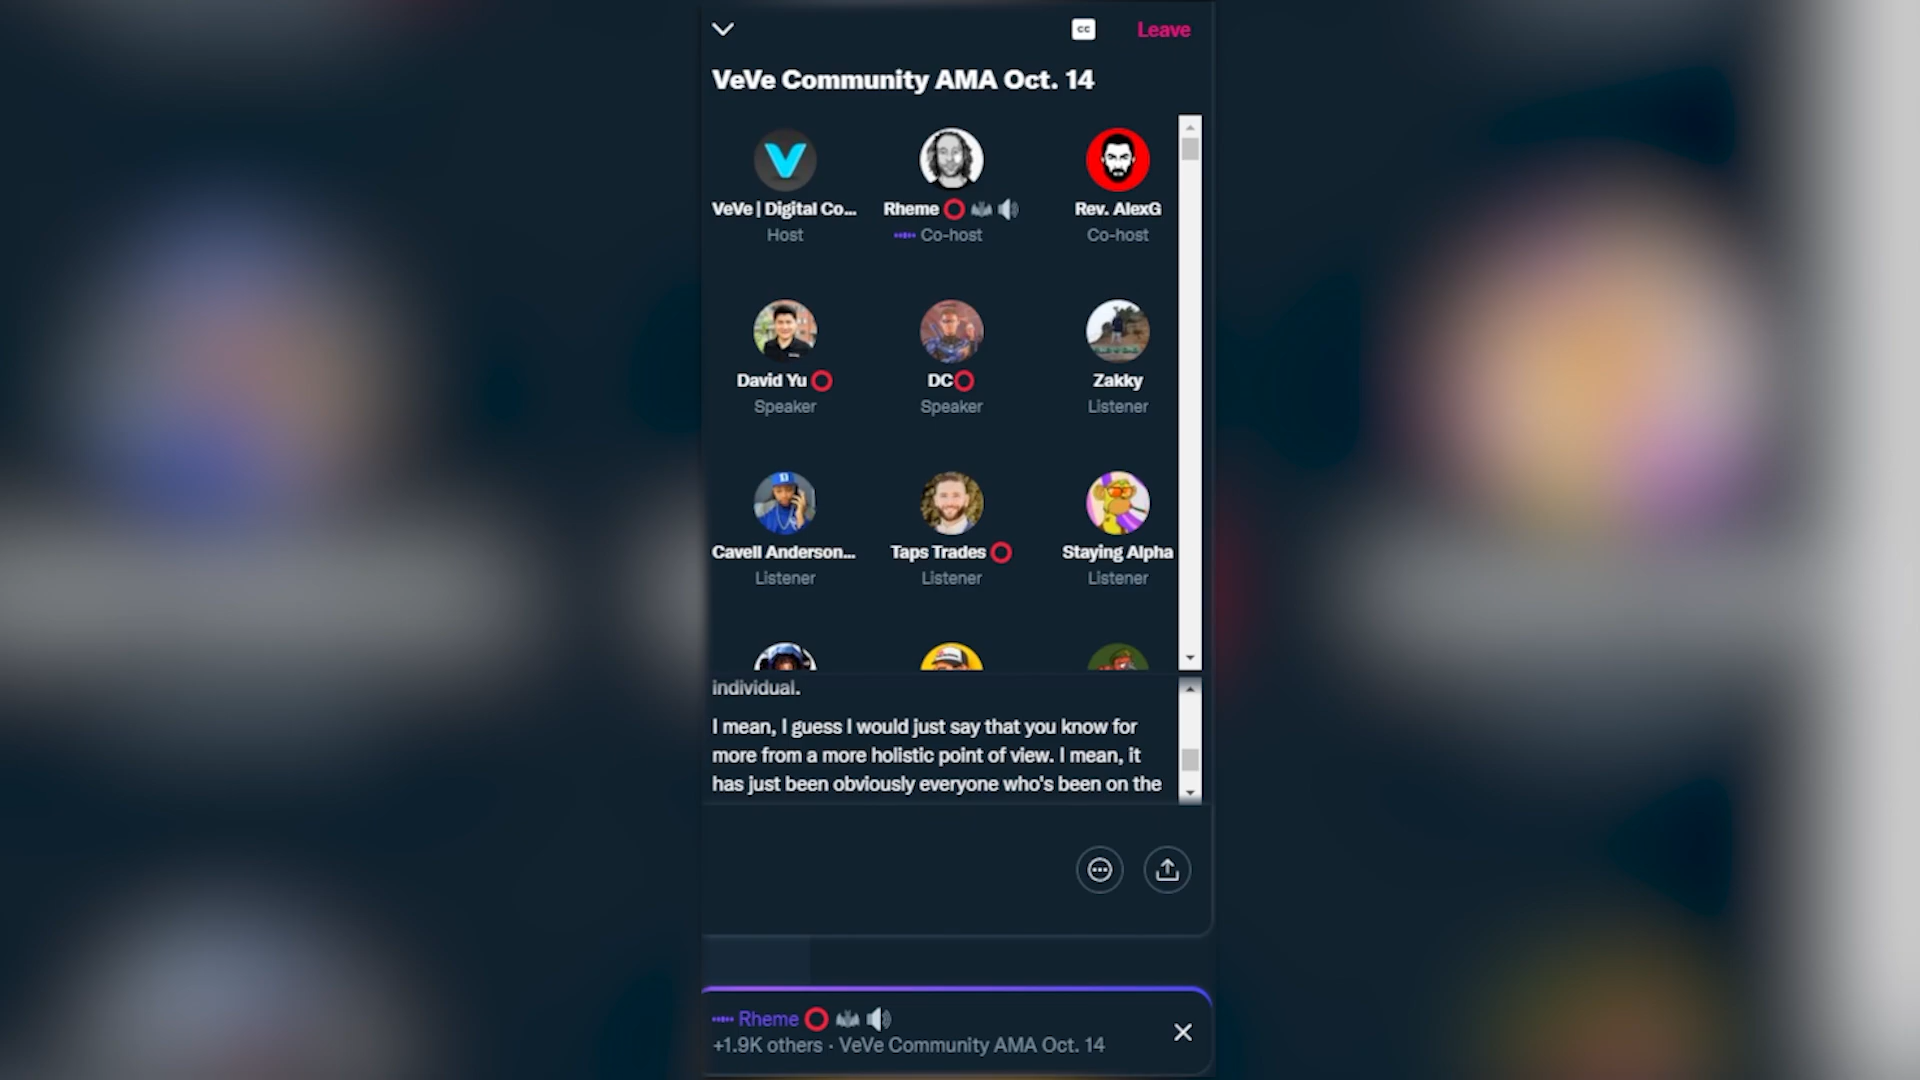 CC
Leave
VeVe Community AMA Oct. 14
VeVe | Digital Co...
Rheme
Rev. AlexG
Host
Co-host
Co-host
David Yu
DC
Zakky
Speaker
Speaker
Listener
Cavell Anderson...
Taps Trades
Staying Alpha
Listener
Listener
Listener
individual.
I mean, I guess I would just say that you know for
more from a more holistic point of view. I mean, it
has just been obviously everyone who's been on the
Rheme
+1.9K others · VeVe Community AMA Oct. 14